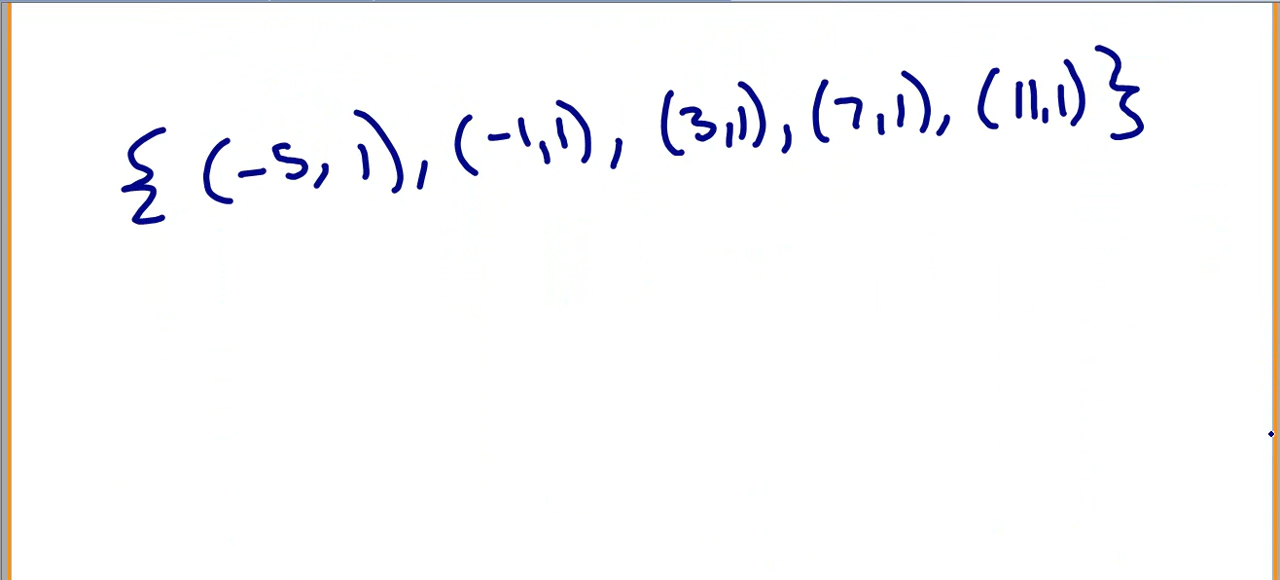 { (-5, 1), (-1,1), (3,1), (7,1), (11,1) }